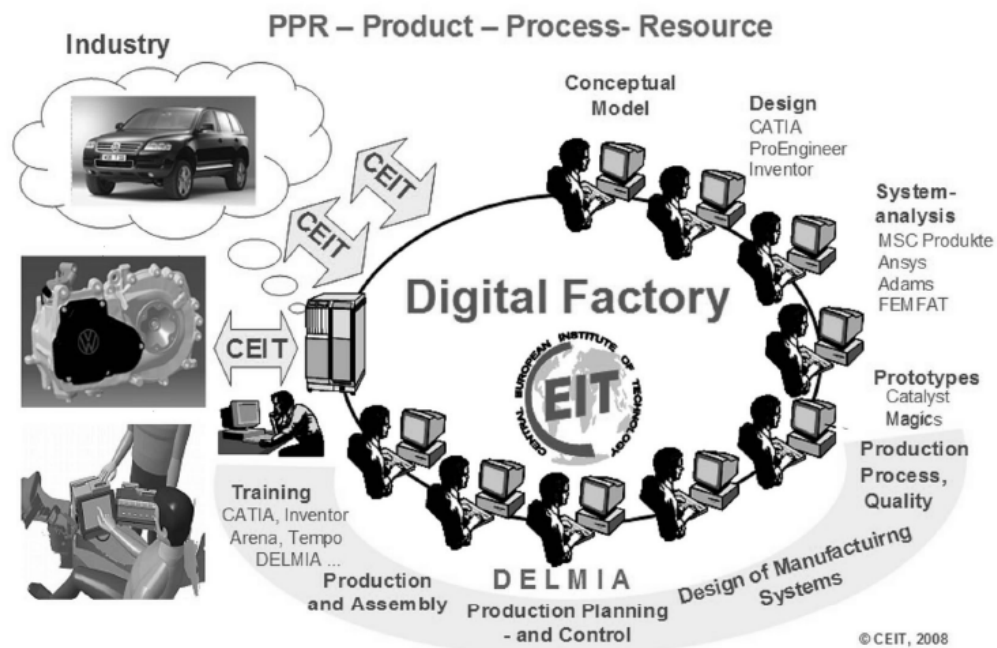 PPR – Product – Process- Resource
Industry
Conceptual
Model
Design
CATIA
ProEngineer
Inventor
CEIT
CEIT
System-
analysis
MSC Produkte
Ansys
Adams
FEMFAT
Digital Factory
CEIT
CENTRAL EUROPEAN INSTITUTE OF TECHNOLOGY
CEIT
Prototypes
Catalyst
Magics
Production
Process,
Quality
Training
CATIA, Inventor
Arena, Tempo
DELMIA ...
Production
and Assembly
DELMIA
Production Planning
- and Control
Design of Manufactuirng
Systems
© CEIT, 2008